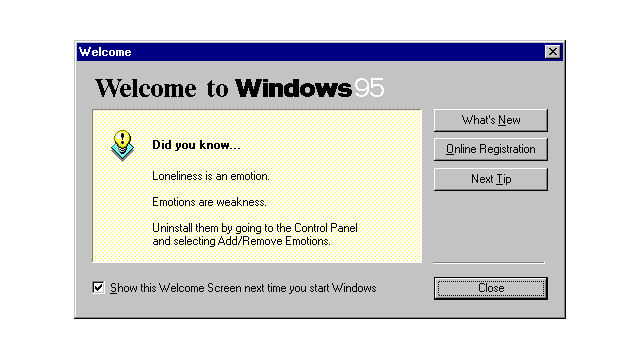 Welcome
Welcome to Windows95
Did you know...
Loneliness is an emotion.
Emotions are weakness.
Uninstall them by going to the Control Panel
and selecting Add/Remove Emotions.
What's New
Online Registration
Next Tip
Show this Welcome Screen next time you start Windows
Close